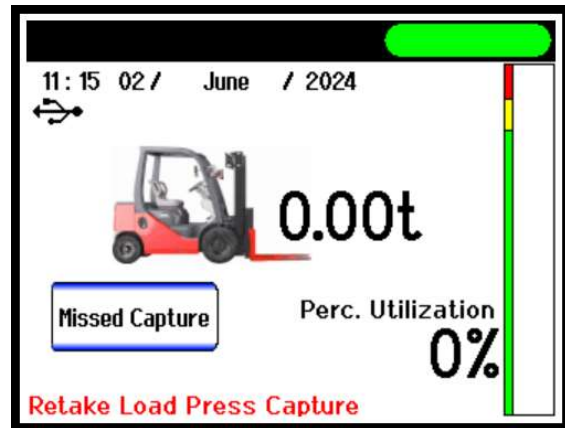 11:15 02/ June / 2024
0.00t
Missed Capture
Perc. Utilization
0%
Retake Load Press Capture